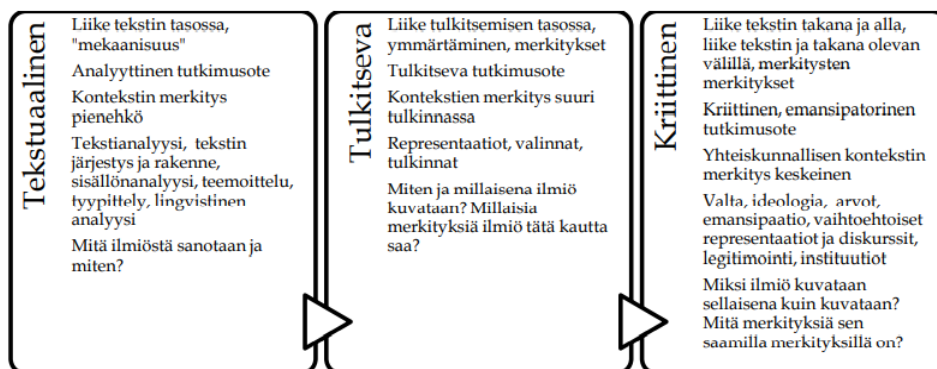 Tekstuaalinen
Liike tekstin tasossa,
"mekaanisuus"
Analyyttinen tutkimusote
Kontekstin merkitys
pienehkö
Tekstianalyysi, tekstin
järjestys ja rakenne,
sisällönanalyysi, teemoittelu,
tyypittely, lingvistinen
analyysi
Mitä ilmiöstä sanotaan ja
miten?
Tulkitseva
Liike tulkitsemisen tasossa,
ymmärtäminen, merkitykset
Tulkitseva tutkimusote
Kontekstien merkitys suuri
tulkinnassa
Representaatiot, valinnat,
tulkinnat
Miten ja millaisena ilmiö
kuvataan? Millaisia
merkityksiä ilmiö tätä kautta
saa?
Kriittinen
Liike tekstin takana ja alla,
liike tekstin ja takana olevan
välillä, merkitysten
merkitykset
Kriittinen, emansipatorinen
tutkimusote
Yhteiskunnallisen kontekstin
merkitys keskeinen
Valta, ideologia, arvot,
emansipaatio, vaihtoehtoiset
representaatiot ja diskurssit,
legitimointi, instituutiot
Miksi ilmiö kuvataan
sellaisena kuin kuvataan?
Mitä merkityksiä sen
saamilla merkityksillä on?